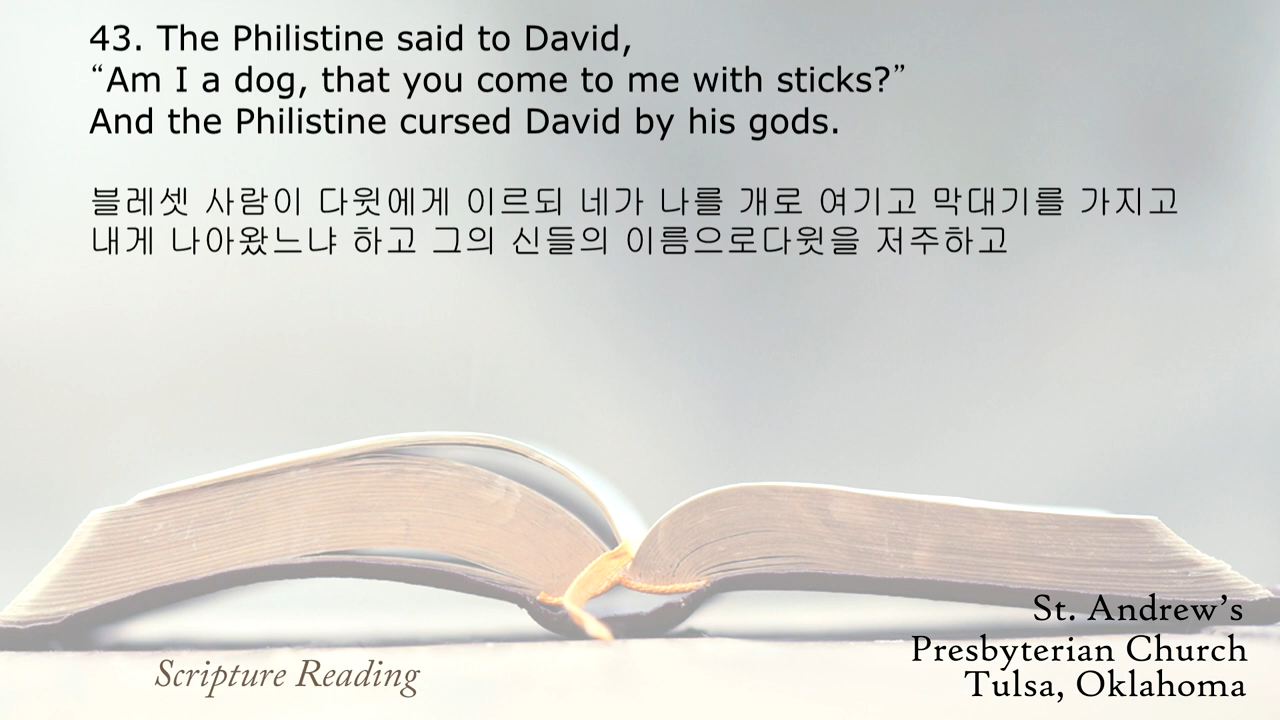 43. The Philistine said to David,
“Am I a dog, that you come to me with sticks?”
And the Philistine cursed David by his gods.
블레셋 사람이 다윗에게 이르되 네가 나를 개로 여기고 막대기를 가지고
내게 나아왔느냐 하고 그의 신들의 이름으로다윗을 저주하고
Scripture Reading
St. Andrew’s
Presbyterian Church
Tulsa, Oklahoma